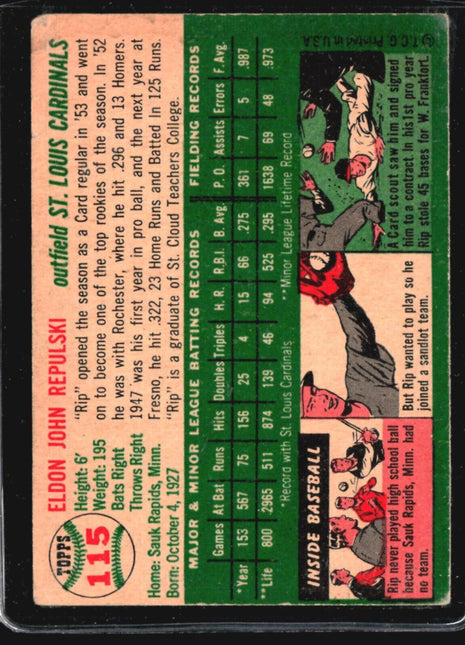 TOPPS
115
ELDON JOHN REPULSKI
outfield ST. LOUIS CARDINALS
Height: 6'
Weight: 195
Bats Right
Throws Right
Home: Sauk Rapids, Minn.
Born: October 4, 1927
"Rip" opened the season as a Card regular in '53 and went
on to become one of the top rookies of the season. In '52
he was with Rochester, where he hit .296 and 13 Homers.
1947 was his first year in pro ball, and the next year at
Fresno, he hit .322, 23 Home Runs and Batted In 125 Runs.
"Rip" is a graduate of St. Cloud Teachers College.
MAJOR & MINOR LEAGUE BATTING RECORDS FIELDING RECORDS
Games At Bat Runs Hits Doubles Triples H. R. R.B.I. B. Avg. P. O. Assists Errors F. Avg.
*Year 153 567 75 156 25 4 15 66 .275 361 7 5 .987
**Life 800 2965 511 874 139 46 94 525 .295 1638 69 48 .973
*Record with St. Louis Cardinals **Minor League Lifetime Record
INSIDE BASEBALL
Rip never played high school ball
because Sauk Rapids, Minn. had
no team.
But Rip wanted to play so he
joined a sandlot team.
A Card scout saw him and signed
him to a contract. In his 1st pro year
Rip stole 45 bases for W. Frankfort.
© T. C. G. Printed in U.S.A.